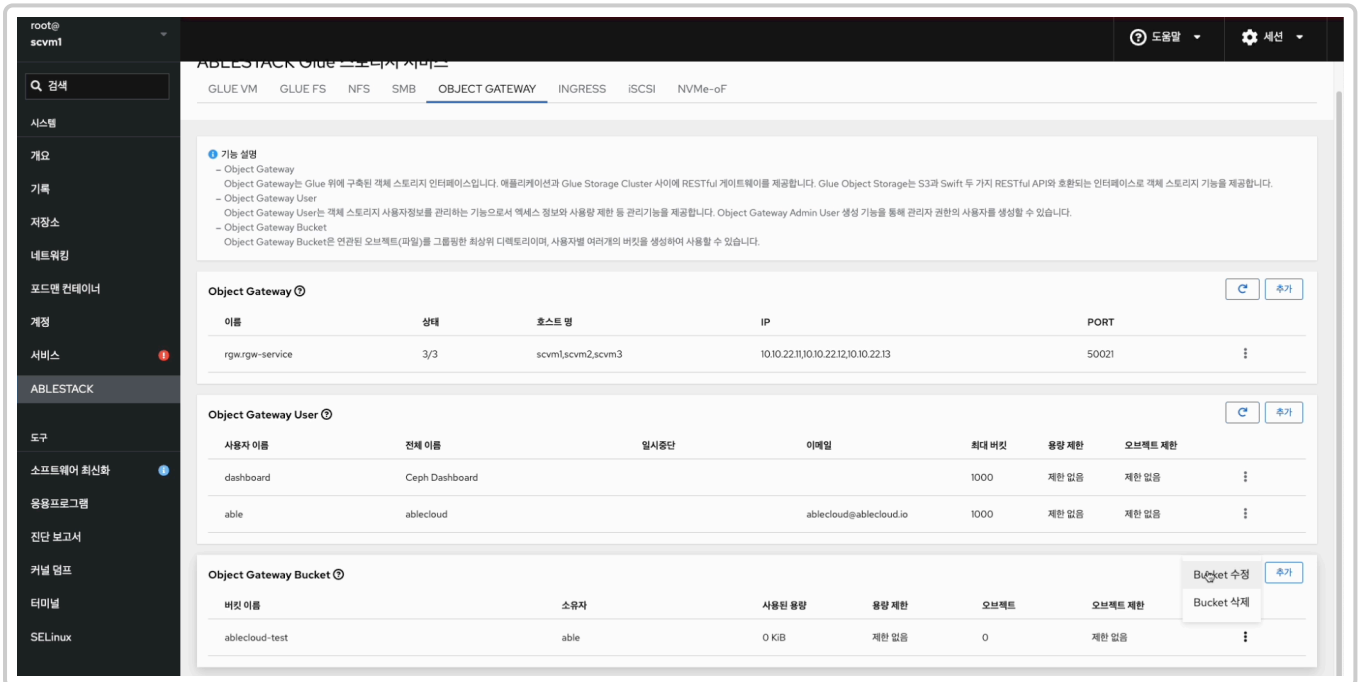 root@
scvm1
도움말
세션
ABLESTACK Glue 스토리지 서비스
검색
GLUE VM GLUE FS NFS SMB OBJECT GATEWAY INGRESS iSCSI NVMe-oF
시스템
개요
기록
저장소
네트워킹
포드맨 컨테이너
계정
서비스
ABLESTACK
도구
소프트웨어 최신화
응용프로그램
진단 보고서
커널 덤프
터미널
SELinux
기능 설명
– Object Gateway
Object Gateway는 Glue 위에 구축된 객체 스토리지 인터페이스입니다. 애플리케이션과 Glue Storage Cluster 사이에 RESTful 게이트웨이를 제공합니다. Glue Object Storage는 S3과 Swift 두 가지 RESTful API와 호환되는 인터페이스로 객체 스토리지 기능을 제공합니다.
– Object Gateway User
Object Gateway User는 객체 스토리지 사용자정보를 관리하는 기능으로서 엑세스 정보와 사용량 제한 등 관리기능을 제공합니다. Object Gateway Admin User 생성 기능을 통해 관리자 권한의 사용자를 생성할 수 있습니다.
– Object Gateway Bucket
Object Gateway Bucket은 연관된 오브젝트(파일)를 그룹핑한 최상위 디렉토리이며, 사용자별 여러개의 버킷을 생성하여 사용할 수 있습니다.
Object Gateway 추가
이름 상태 호스트 명 IP PORT
rgw.rgw-service 3/3 scvm1,scvm2,scvm3 10.10.22.11,10.10.22.12,10.10.22.13 50021
Object Gateway User 추가
사용자 이름 전체 이름 일시중단 이메일 최대 버킷 용량 제한 오브젝트 제한
dashboard Ceph Dashboard 1000 제한 없음 제한 없음
able ablecloud ablecloud@ablecloud.io 1000 제한 없음 제한 없음
Object Gateway Bucket Bucket 수정 추가
Bucket 삭제
버킷 이름 소유자 사용된 용량 용량 제한 오브젝트 오브젝트 제한
ablecloud-test able 0 KiB 제한 없음 0 제한 없음